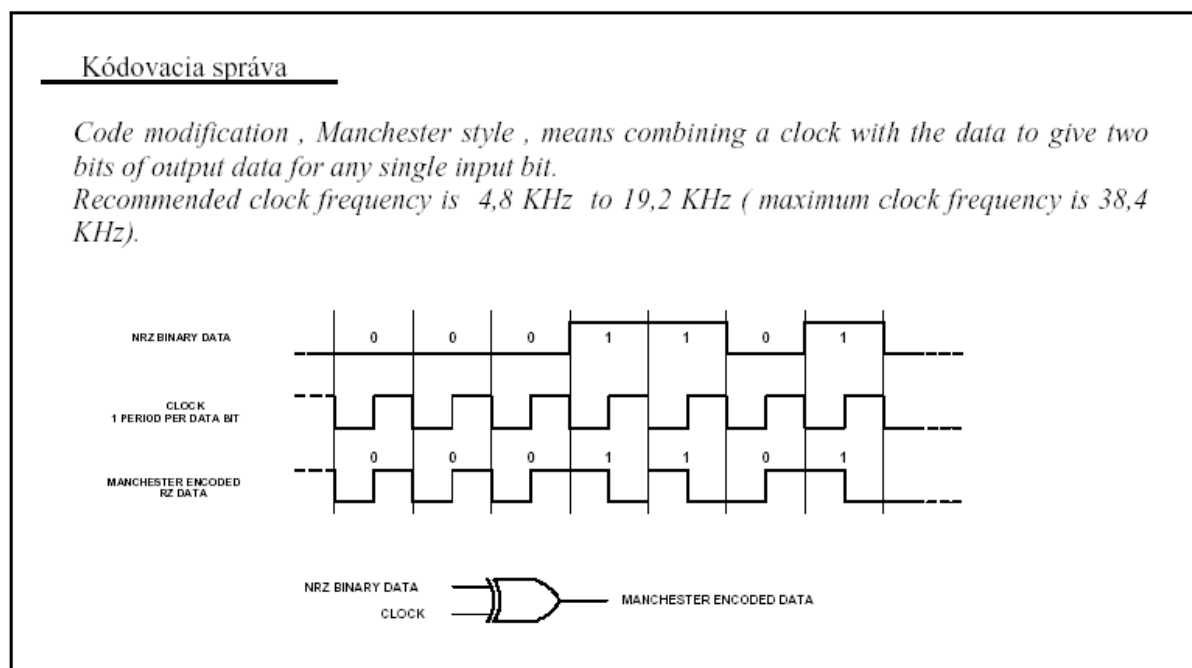 Kódovacia správa
Code modification , Manchester style , means combining a clock with the data to give two
bits of output data for any single input bit.
Recommended clock frequency is 4,8 KHz to 19,2 KHz ( maximum clock frequency is 38,4
KHz).
NRZ BINARY DATA
0 0 0 1 1 0 1
CLOCK
1 PERIOD PER DATA BIT
0 0 0 1 1 0 1
MANCHESTER ENCODED
RZ DATA
NRZ BINARY DATA
CLOCK
MANCHESTER ENCODED DATA